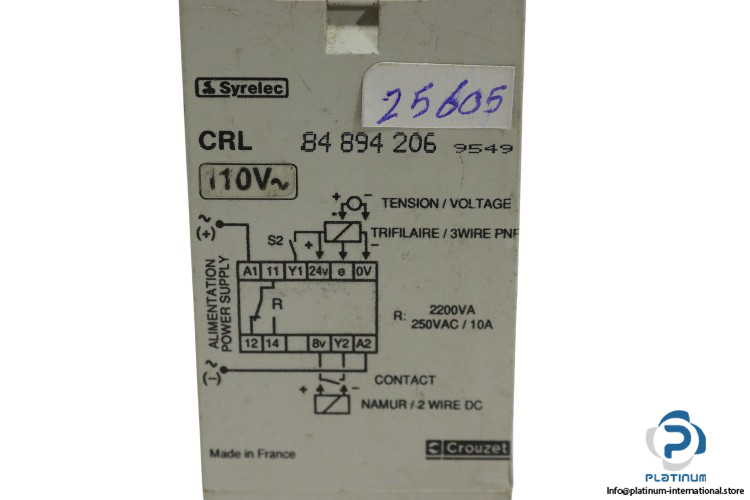 Syrelec
25605
CRL 84 894 206 9549
110V~
+ -
TENSION / VOLTAGE
~
(+)
S2
+ -
TRIFILAIRE / 3WIRE PNP
A1 11 Y1 24v e 0V
ALIMENTATION
POWER SUPPLY
R
R: 2200VA
250VAC / 10A
12 14 8v Y2 A2
~
(-)
CONTACT
+ -
NAMUR / 2 WIRE DC
Made in France
Crouzet
PLATINUM
Info@platinum-international.store